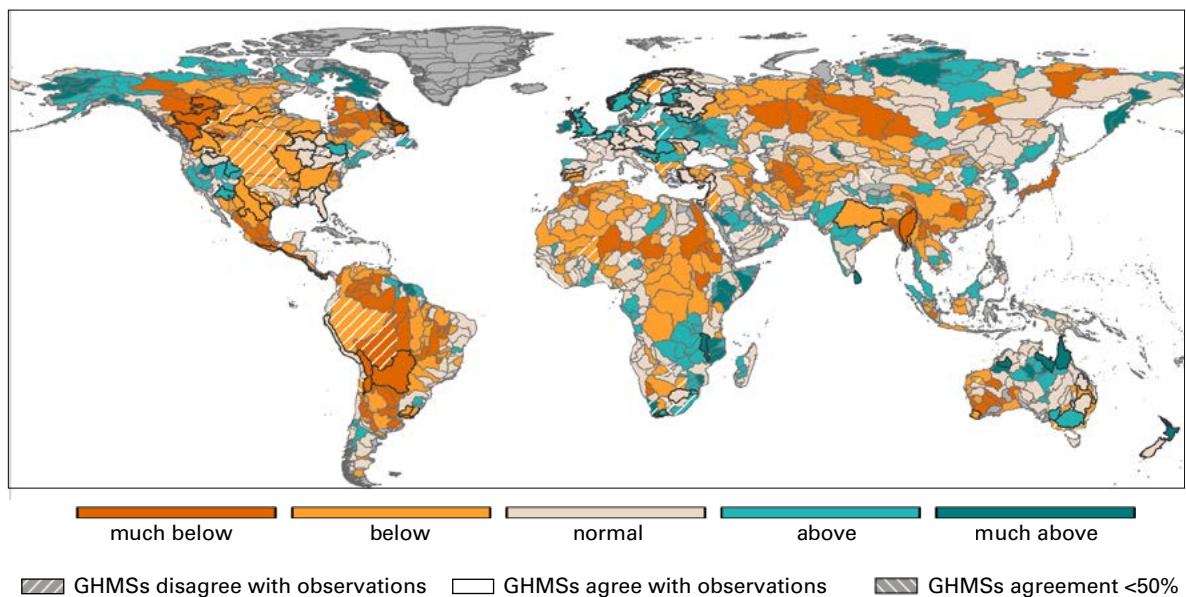 much below below normal above much above
GHMSs disagree with observations GHMSs agree with observations GHMSs agreement <50%